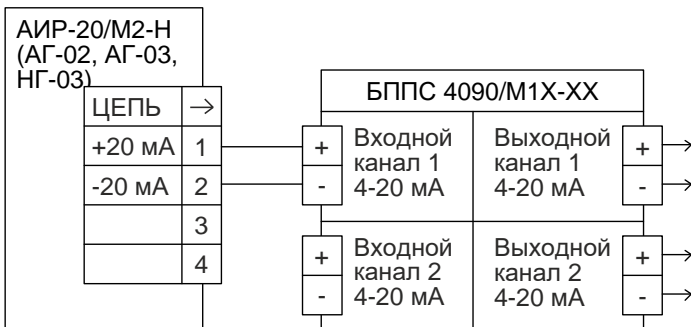 АИР-20/М2-Н
(АГ-02, АГ-03,
НГ-03)
ЦЕПЬ →
+20 мА 1
-20 мА 2
3
4
БППС 4090/М1Х-ХХ
+ Входной
канал 1
- 4-20 мА
Выходной +
канал 1
4-20 мА -
+ Входной
канал 2
- 4-20 мА
Выходной +
канал 2
4-20 мА -